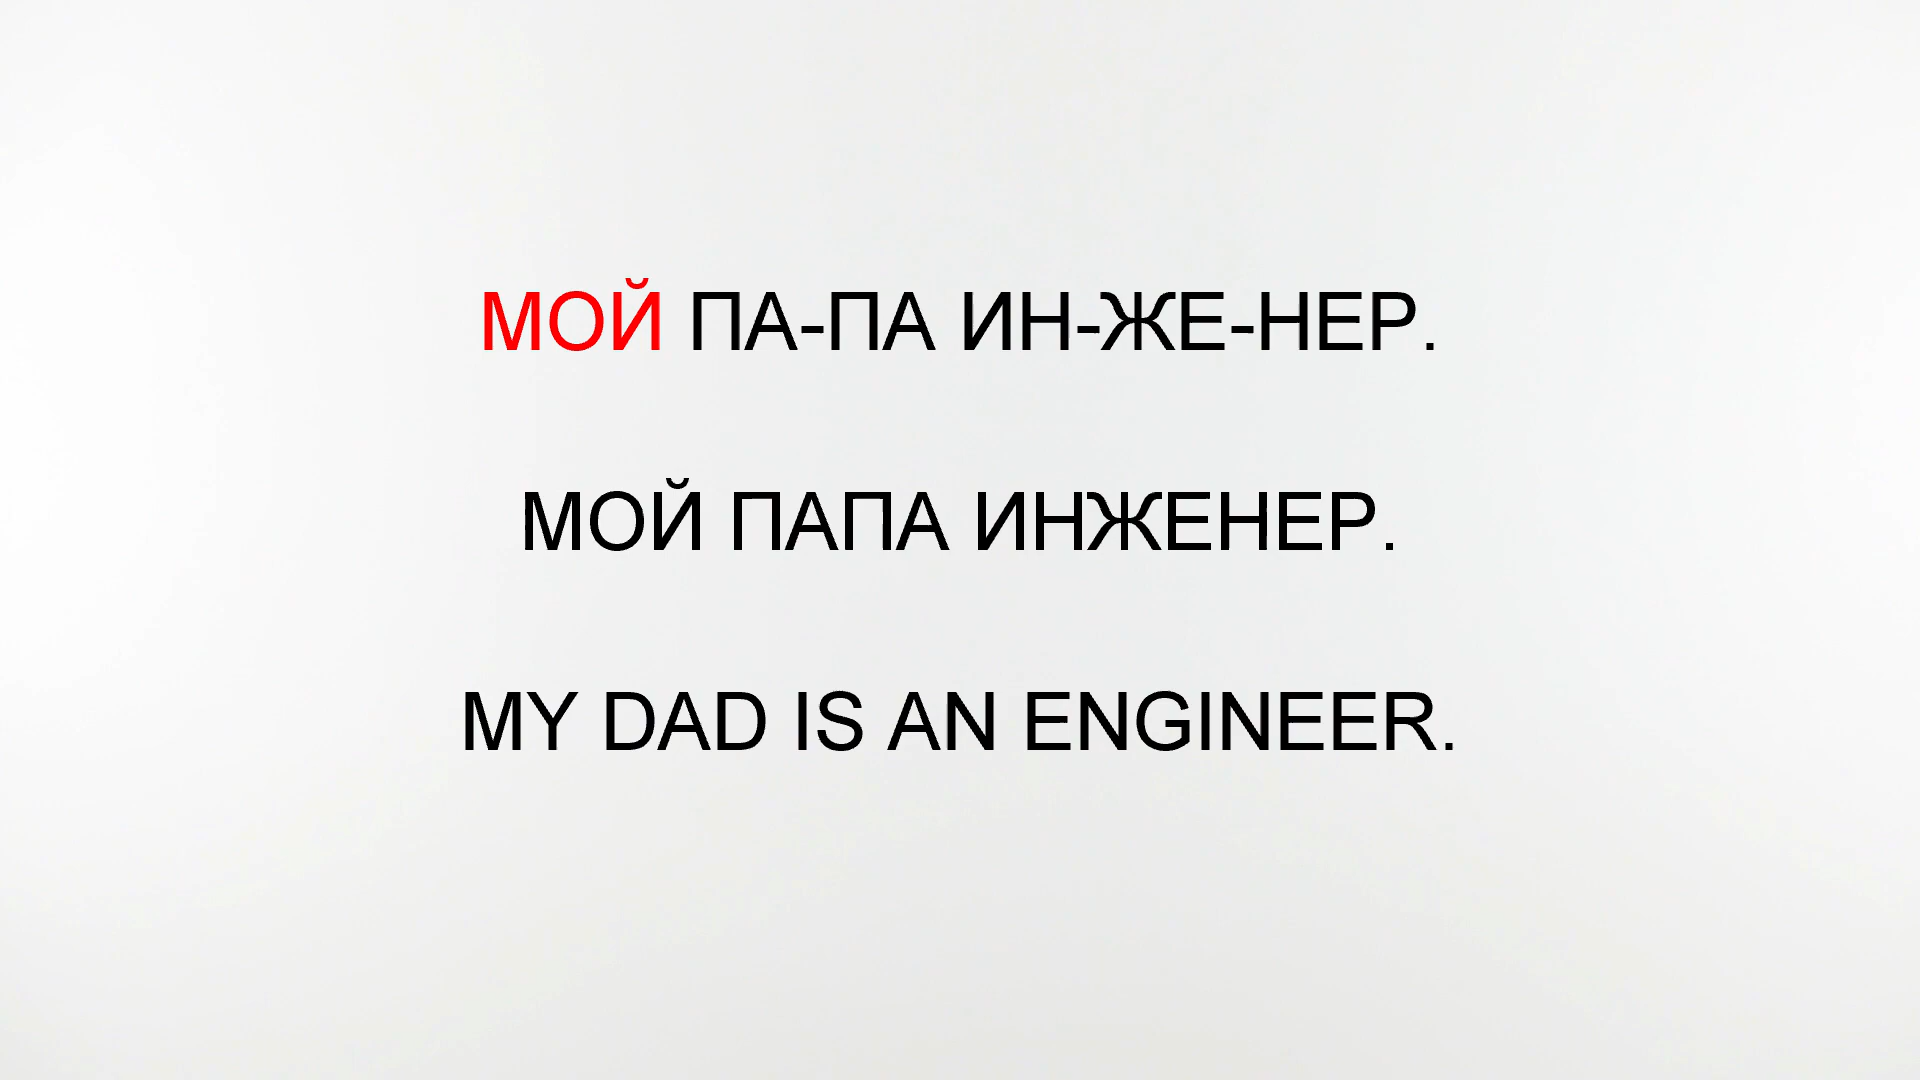 МОЙ ПА-ПА ИН-ЖЕ-НЕР.
МОЙ ПАПА ИНЖЕНЕР.
MY DAD IS AN ENGINEER.